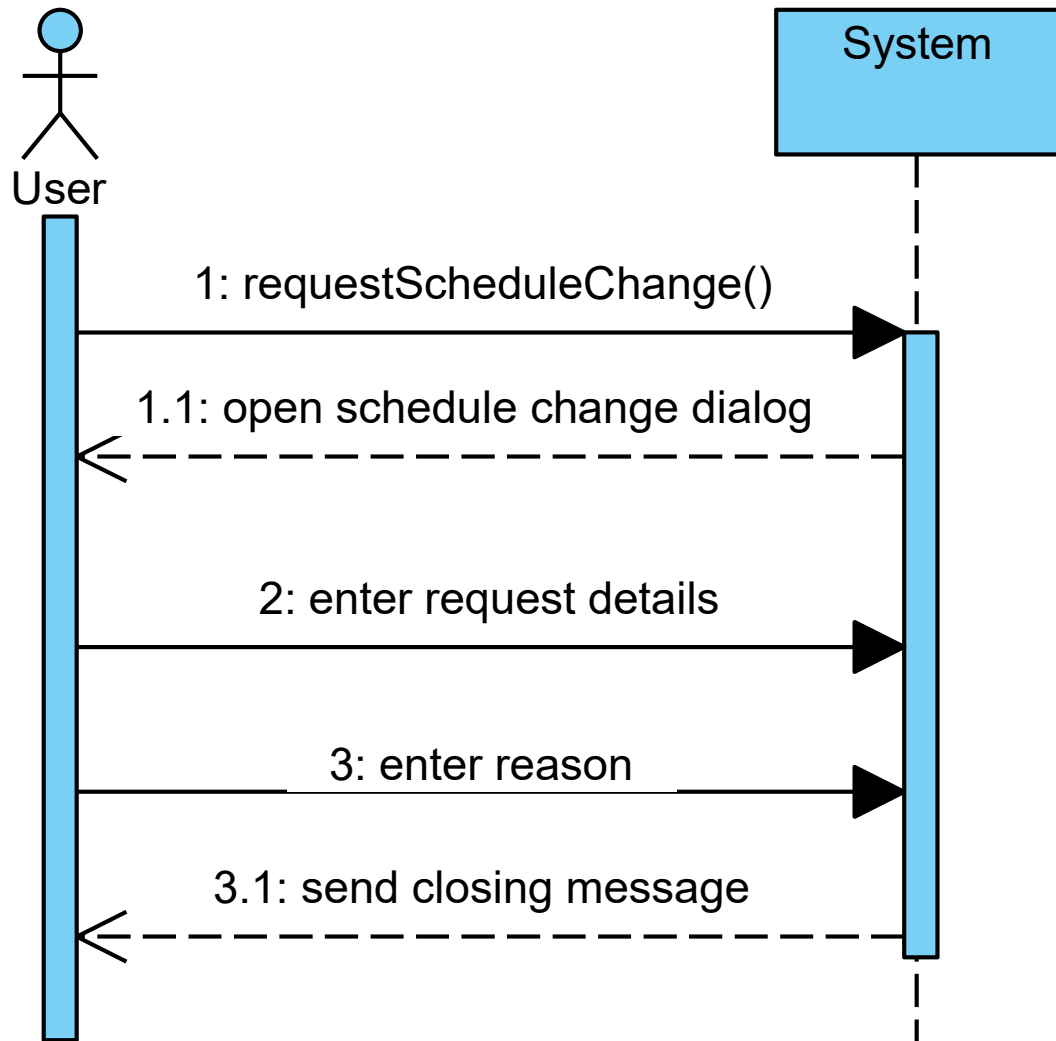 System
User
1: requestScheduleChange()
1.1: open schedule change dialog
2: enter request details
3: enter reason
3.1: send closing message